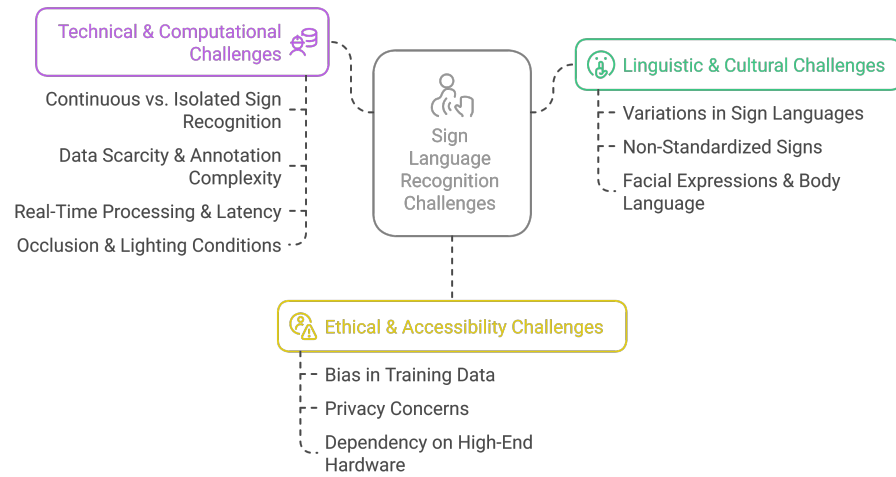 Technical & Computational
Challenges
Continuous vs. Isolated Sign
Recognition
Data Scarcity & Annotation
Complexity
Real-Time Processing & Latency
Occlusion & Lighting Conditions
Sign
Language
Recognition
Challenges
Linguistic & Cultural Challenges
Variations in Sign Languages
Non-Standardized Signs
Facial Expressions & Body
Language
Ethical & Accessibility Challenges
Bias in Training Data
Privacy Concerns
Dependency on High-End
Hardware